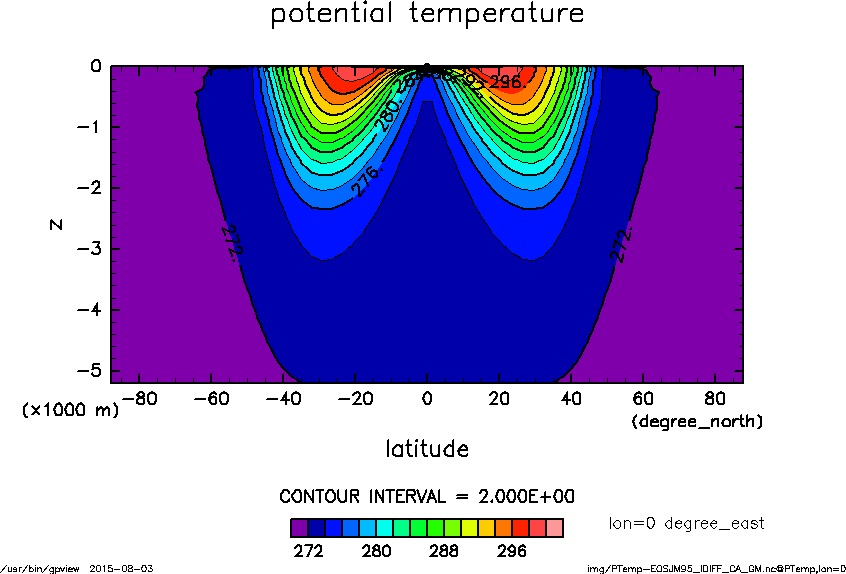 potential temperature
0
−1
−2
−3
−4
−5
z
296.
280.
276.
272.
272.
−80 −60 −40 −20 0 20 40 60 80
(×1000 m)
(degree_north)
latitude
CONTOUR INTERVAL = 2.000E+00
lon=0 degree_east
272 280 288 296
/usr/bin/gpview 2015-08-03
img/PTemp-EOSJM95_IDIFF_CA_GM.nc@PTemp,lon=0